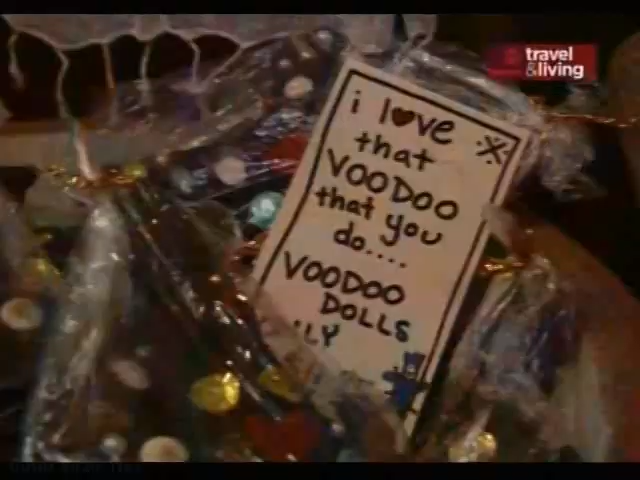 travel
&living
i love
that
VOODOO
that you
do....
VOODOO
DOLLS